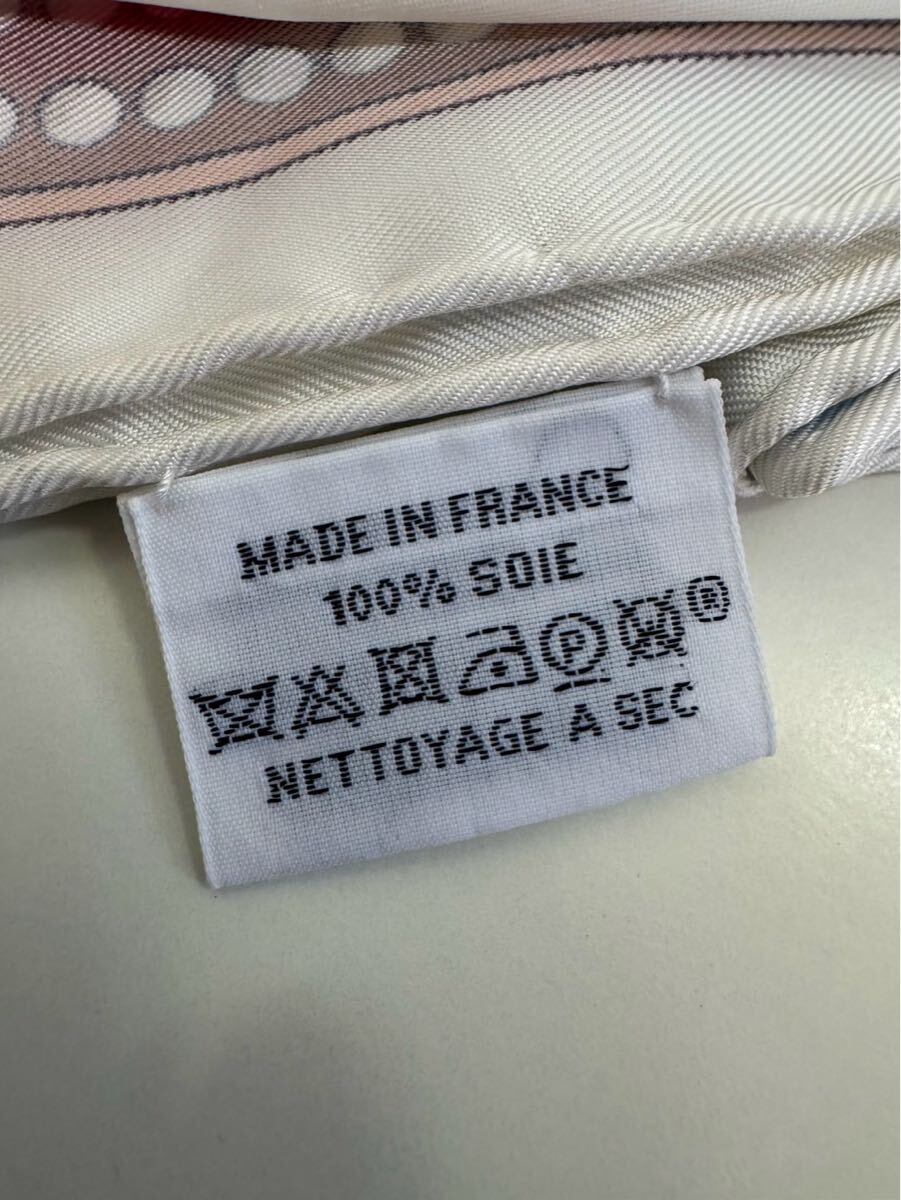 MADE IN FRANCE
100% SOIE
P ®
NETTOYAGE A SEC